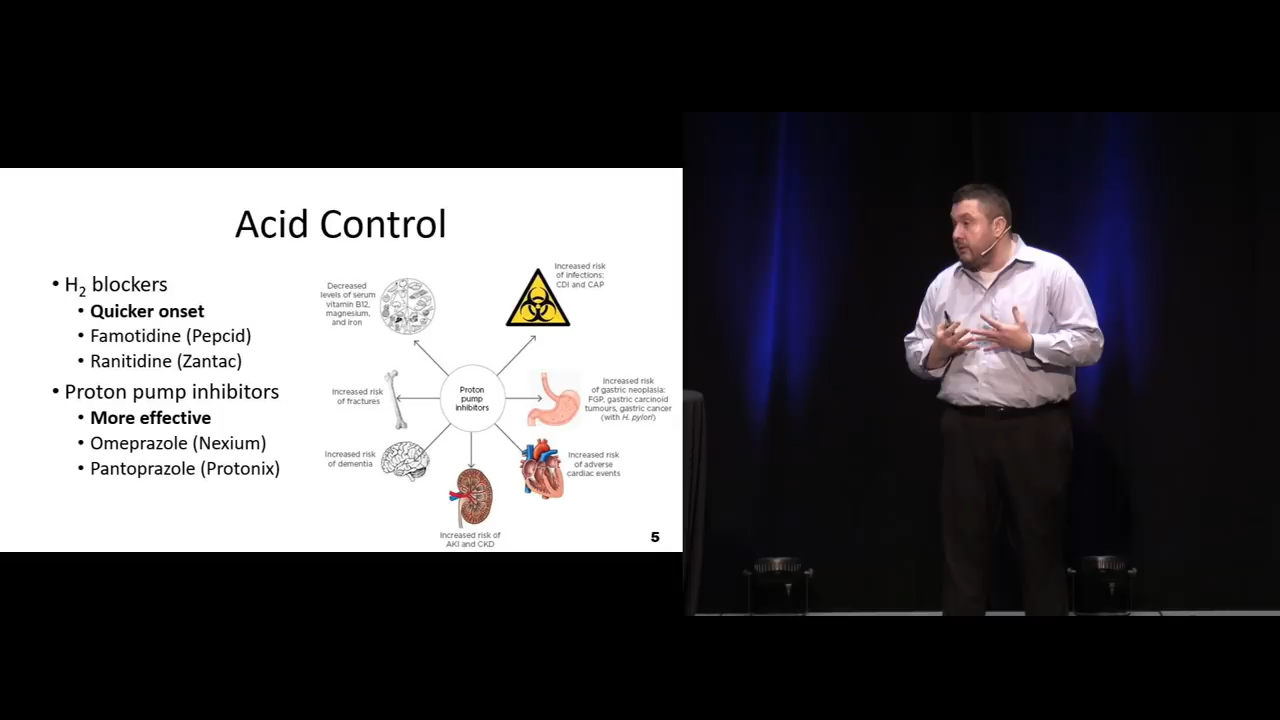 Acid Control
• H2 blockers
• Quicker onset
• Famotidine (Pepcid)
• Ranitidine (Zantac)
• Proton pump inhibitors
• More effective
• Omeprazole (Nexium)
• Pantoprazole (Protonix)
Decreased
levels of serum
vitamin B12,
magnesium,
and iron
Increased risk
of infections:
CDI and CAP
Increased risk
of fractures
Proton
pump
inhibitors
Increased risk
of gastric neoplasia:
FGP, gastric carcinoid
tumours, gastric cancer
(with H. pylori)
Increased risk
of dementia
Increased risk
of adverse
cardiac events
Increased risk of
AKI and CKD
5